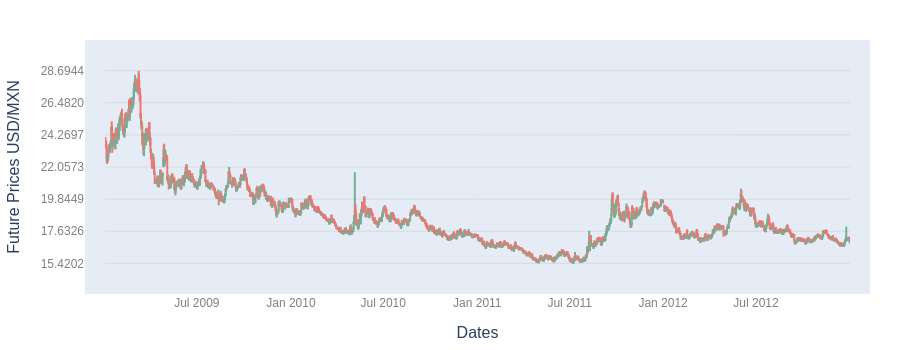 Future Prices USD/MXN
28.6944
26.4820
24.2697
22.0573
19.8449
17.6326
15.4202
Jul 2009 Jan 2010 Jul 2010 Jan 2011 Jul 2011 Jan 2012 Jul 2012
Dates